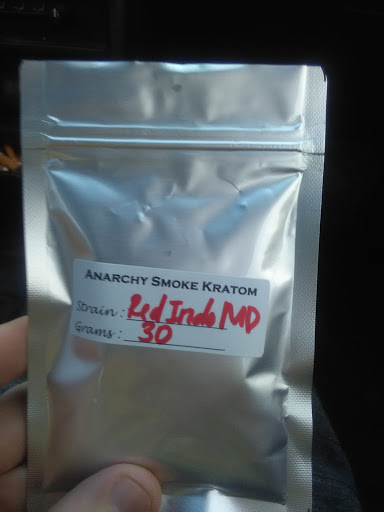 ANARCHY SMOKE KRATOM
Strain: Red Indo MD
Grams: 30